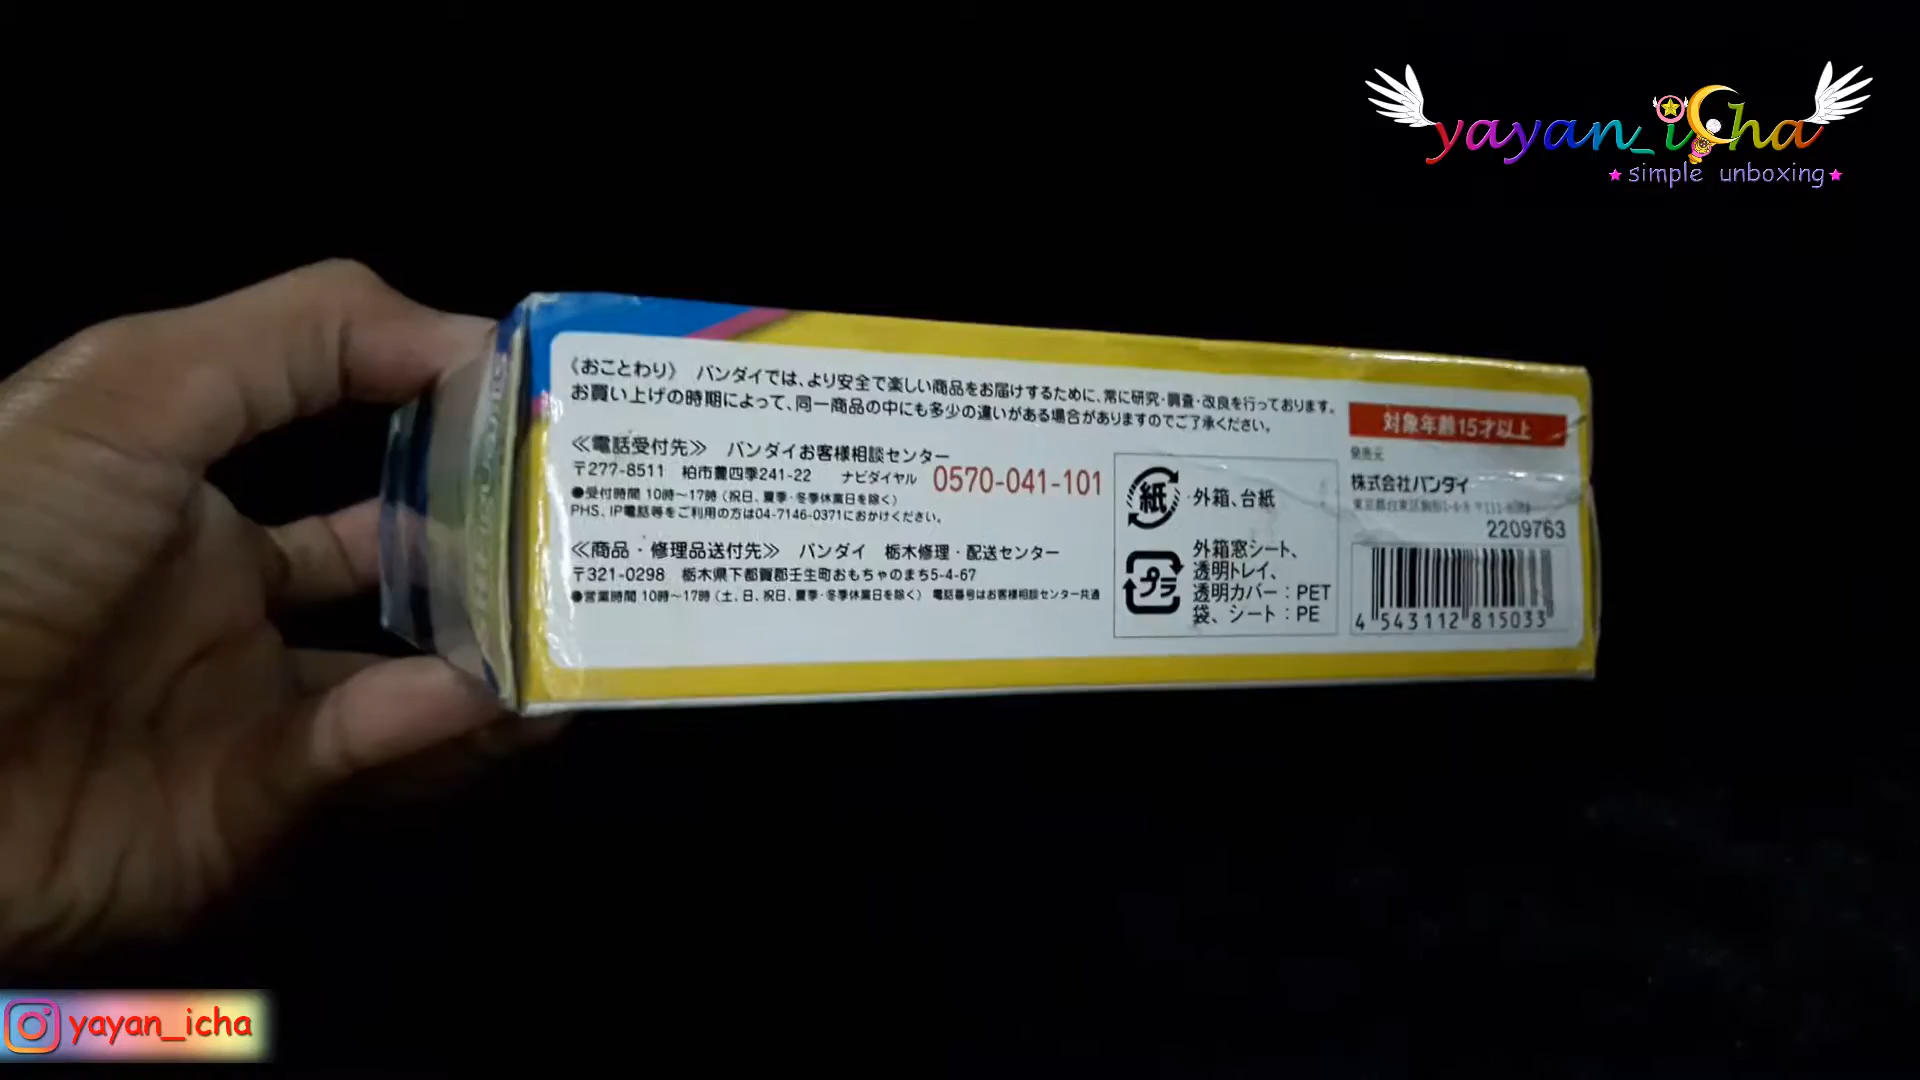 yayan_icha
simple unboxing
《おことわり》 バンダイでは、より安全で楽しい商品をお届けするために、常に研究・調査・改良を行っております。
お買い上げの時期によって、同一商品の中にも多少の違いがある場合がありますのでご了承ください。
≪電話受付先≫ バンダイお客様相談センター
〒277-8511 柏市豊四季241-22 ナビダイヤル 0570-041-101
●受付時間 10時～17時（祝日、夏季・冬季休業日を除く）
PHS、IP電話等をご利用の方は04-7146-0371におかけください。
≪商品・修理品送付先≫ バンダイ 栃木修理・配送センター
〒321-0298 栃木県下都賀郡壬生町おもちゃのまち5-4-67
●営業時間 10時～17時（土、日、祝日、夏季・冬季休業日を除く） 電話番号はお客様相談センター共通
紙 外箱、台紙
プラ
外箱窓シート、
透明トレイ、
透明カバー：PET
袋、シート：PE
対象年齢15才以上
発売元
株式会社バンダイ
東京都台東区駒形1-4-8
2209763
4 543112 815033
yayan_icha